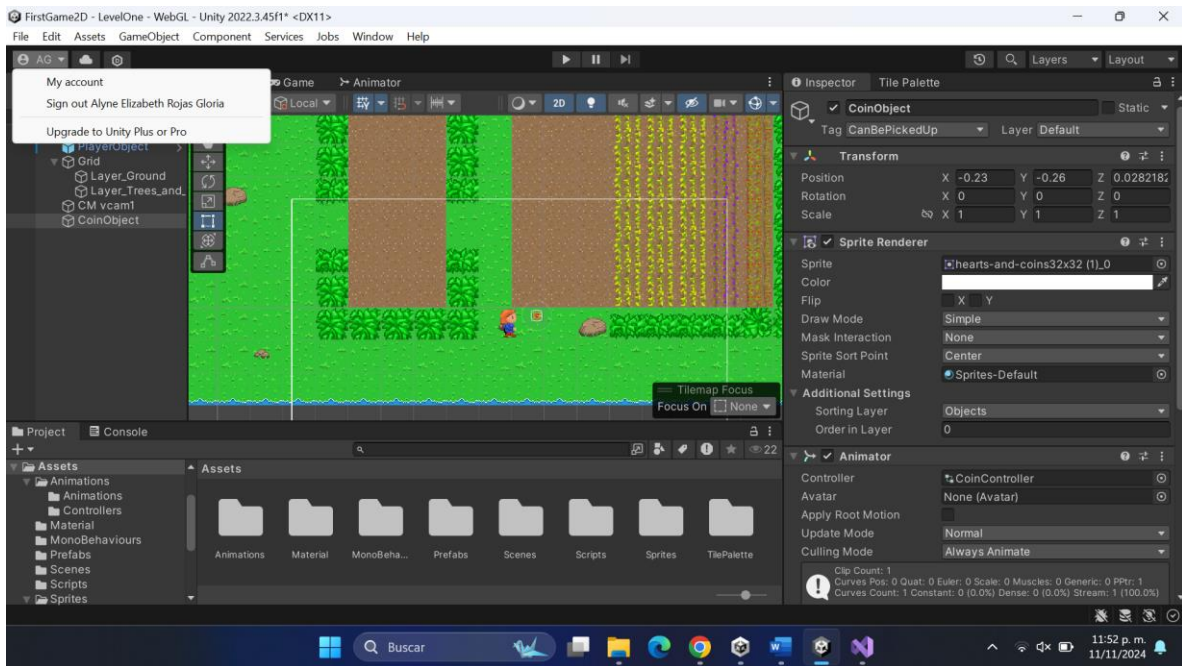 FirstGame2D - LevelOne - WebGL - Unity 2022.3.45f1* <DX11>
File Edit Assets GameObject Component Services Jobs Window Help
AG Layers Layout
My account
Sign out Alyne Elizabeth Rojas Gloria
Upgrade to Unity Plus or Pro
Game Animator
Local 2D
PlayerObject
Grid
Layer_Ground
Layer_Trees_and_
CM vcam1
CoinObject
Tilemap Focus
Focus On None
Inspector Tile Palette
CoinObject Static
Tag CanBePickedUp Layer Default
Transform
Position X -0.23 Y -0.26 Z 0.0282182
Rotation X 0 Y 0 Z 0
Scale X 1 Y 1 Z 1
Sprite Renderer
Sprite hearts-and-coins32x32 (1)_0
Color
Flip X Y
Draw Mode Simple
Mask Interaction None
Sprite Sort Point Center
Material Sprites-Default
Additional Settings
Sorting Layer Objects
Order in Layer 0
Animator
Controller CoinController
Avatar None (Avatar)
Apply Root Motion
Update Mode Normal
Culling Mode Always Animate
Clip Count: 1
Curves Pos: 0 Quat: 0 Euler: 0 Scale: 0 Muscles: 0 Generic: 0 PPtr: 1
Curves Count: 1 Constant: 0 (0.0%) Dense: 0 (0.0%) Stream: 1 (100.0%)
Project Console
22
Assets
Animations
Animations
Controllers
Material
MonoBehaviours
Prefabs
Scenes
Scripts
Sprites
Assets
Animations Material MonoBeha... Prefabs Scenes Scripts Sprites TilePalette
Buscar
11:52 p. m.
11/11/2024